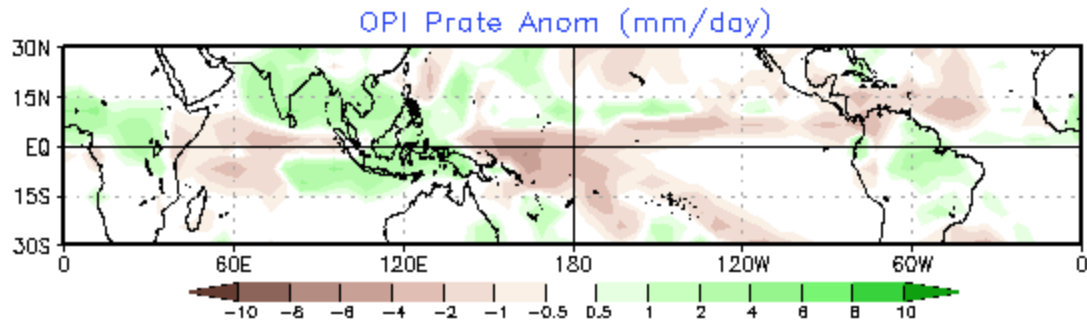 OPI Prate Anom (mm/day)
30N
15N
EQ
15S
30S
0 60E 120E 180 120W 60W 0
-10 -8 -6 -4 -2 -1 -0.5 0.5 1 2 4 6 8 10